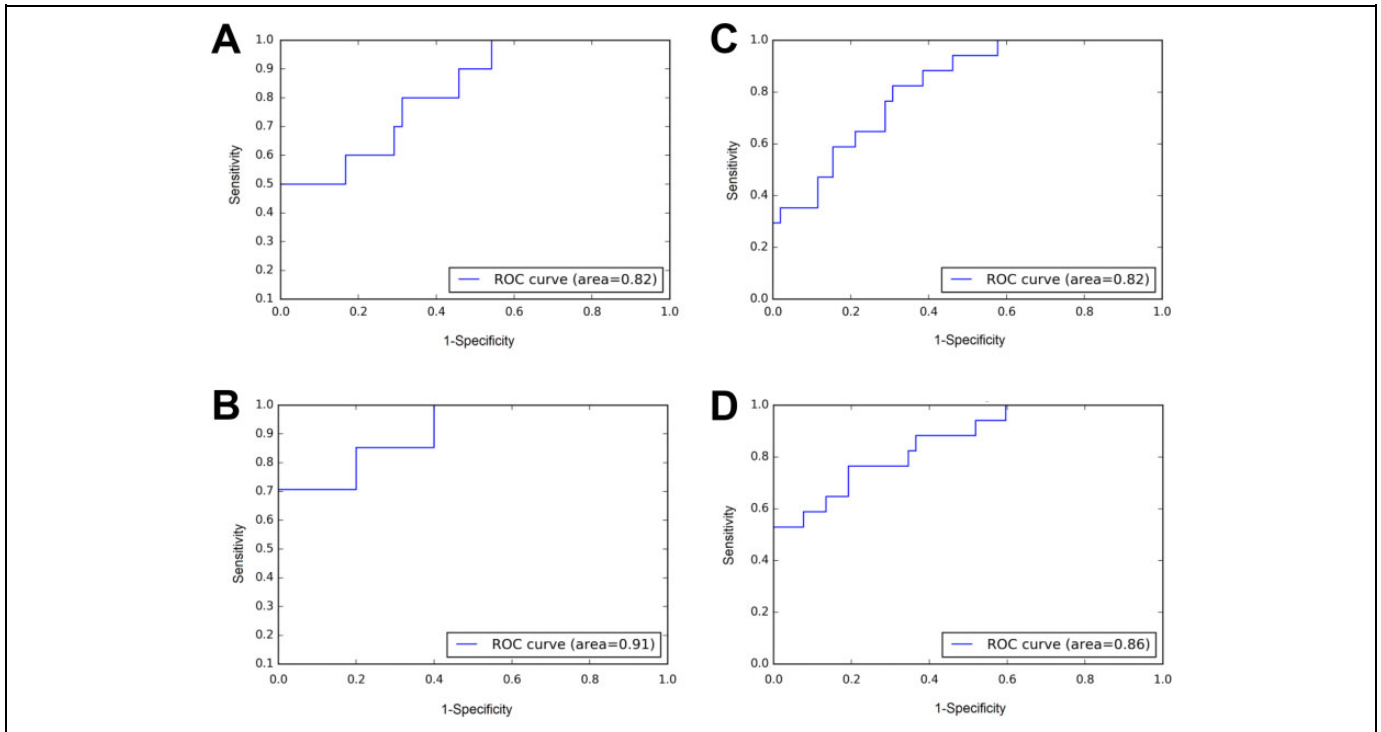 A
1.0
0.9
0.8
0.7
0.6
0.5
0.4
0.3
0.2
0.1
Sensitivity
ROC curve (area=0.82)
0.0 0.2 0.4 0.6 0.8 1.0
1-Specificity
C
1.0
0.8
0.6
0.4
0.2
0.0
Sensitivity
ROC curve (area=0.82)
0.0 0.2 0.4 0.6 0.8 1.0
1-Specificity
B
1.0
0.9
0.8
0.7
0.6
0.5
0.4
0.3
0.2
0.1
Sensitivity
ROC curve (area=0.91)
0.0 0.2 0.4 0.6 0.8 1.0
1-Specificity
D
1.0
0.8
0.6
0.4
0.2
0.0
Sensitivity
ROC curve (area=0.86)
0.0 0.2 0.4 0.6 0.8 1.0
1-Specificity